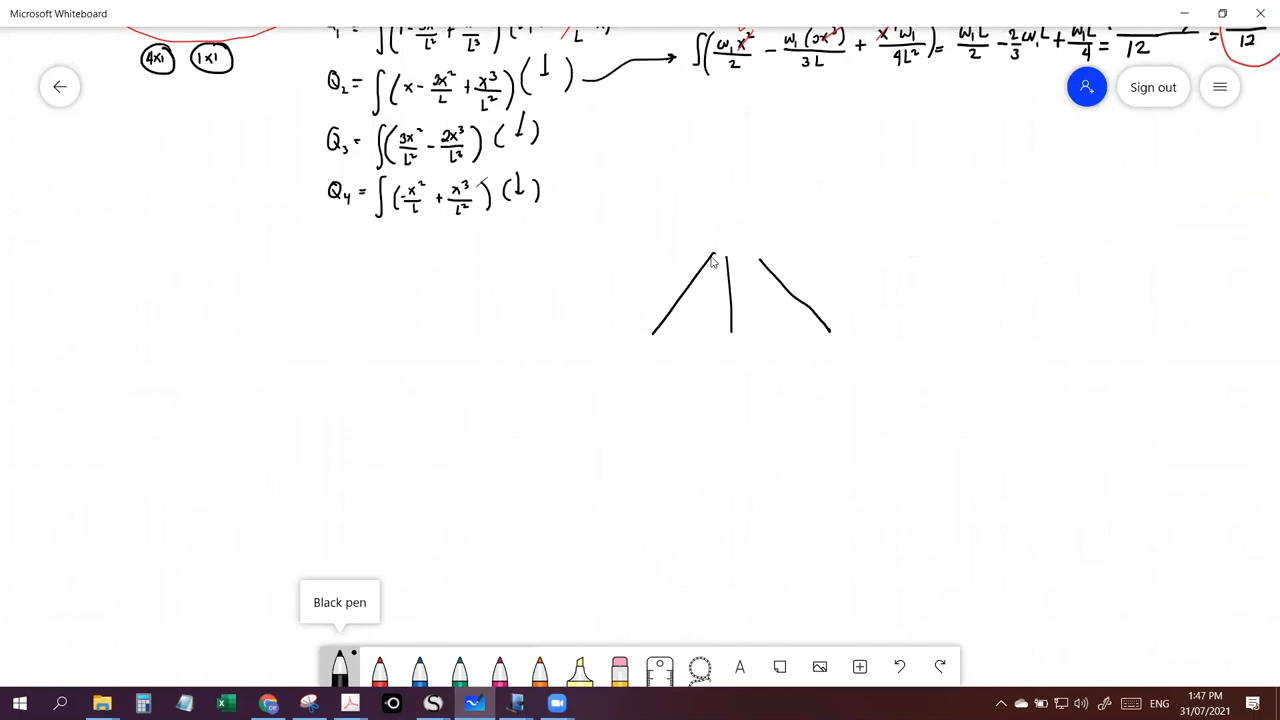 Microsoft Whiteboard
4x1 1x1
Q₂ = ∫(x - 2x²/L + x³/L²)(↓)
∫(w₁x²/2 - w₁(2x³)/3L + x⁴w₁/4L²) = w₁L/2 - 2/3 w₁L + w₁L/4 = /12 = /12
Q₃ = ∫(3x²/L² - 2x³/L³)(↓)
Q₄ = ∫(-x²/L + x³/L²)(↓)
Sign out
Black pen
A
1:47 PM
31/07/2021